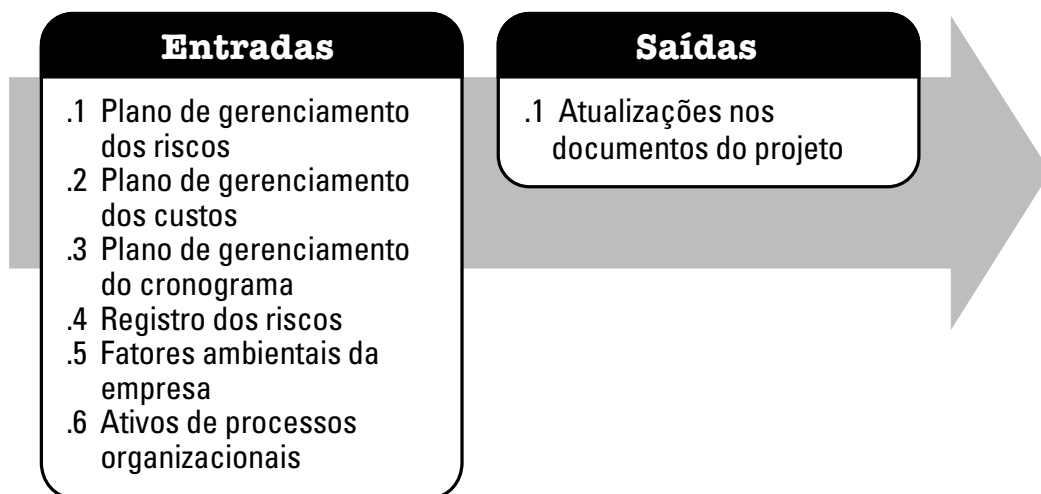 Entradas
.1 Plano de gerenciamento
dos riscos
.2 Plano de gerenciamento
dos custos
.3 Plano de gerenciamento
do cronograma
.4 Registro dos riscos
.5 Fatores ambientais da
empresa
.6 Ativos de processos
organizacionais
Saídas
.1 Atualizações nos
documentos do projeto